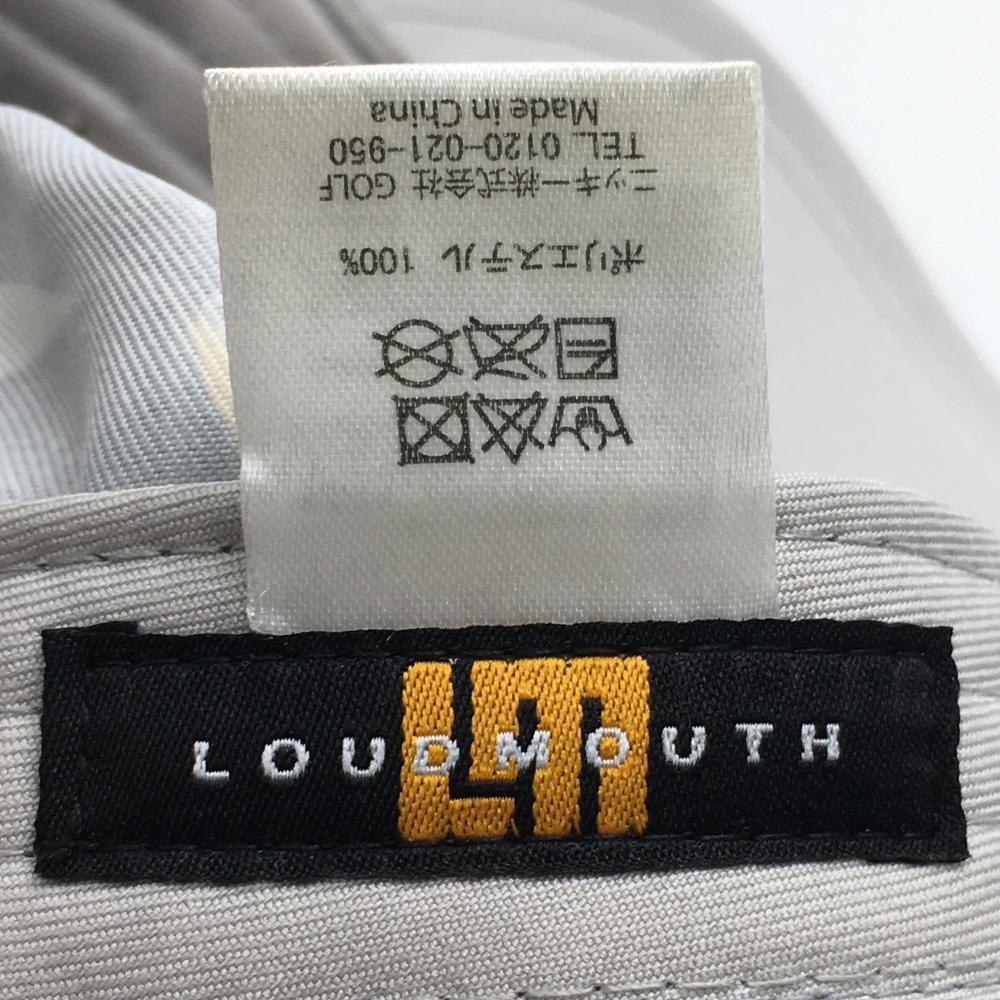 ポリエステル 100%
ニッキー株式会社 GOLF
TEL. 0120-021-950
Made in China
LOUDMOUTH